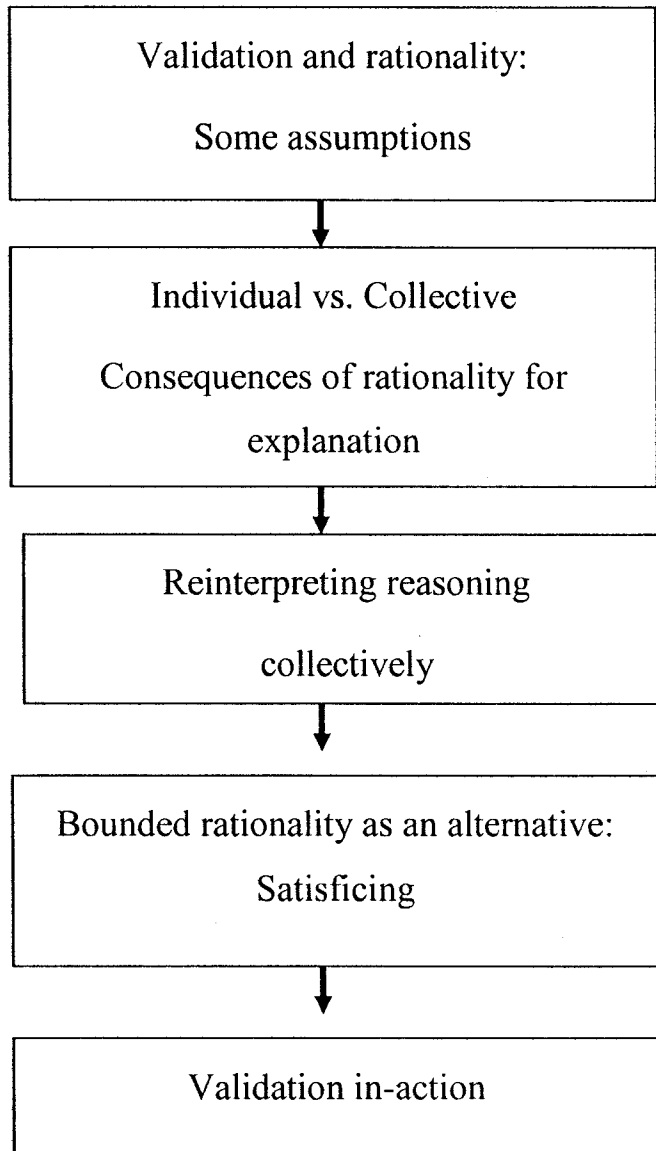 Validation and rationality:
Some assumptions
Individual vs. Collective
Consequences of rationality for
explanation
Reinterpreting reasoning
collectively
Bounded rationality as an alternative:
Satisficing
Validation in-action